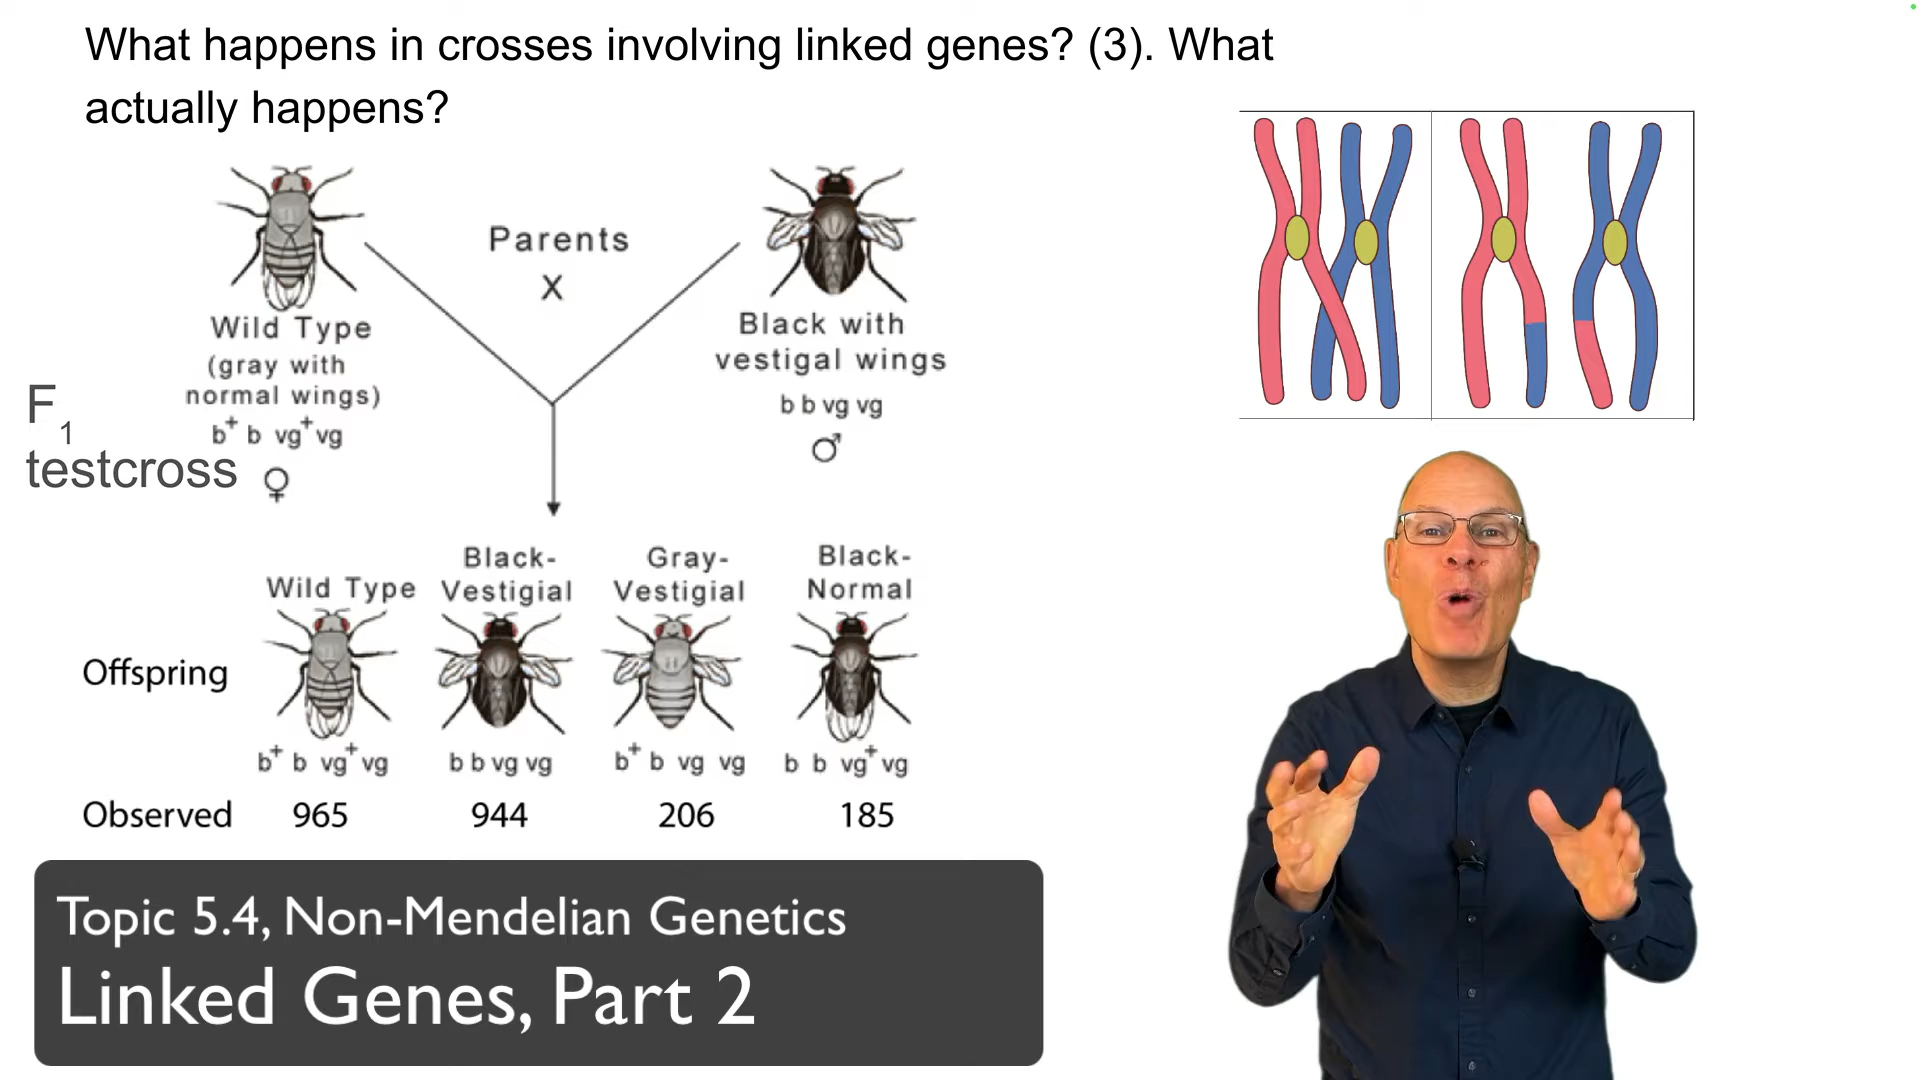 What happens in crosses involving linked genes? (3). What
actually happens?
Parents
X
Wild Type
(gray with
normal wings)
b⁺ b vg⁺vg
♀
Black with
vestigal wings
b b vg vg
♂
F₁
testcross
Wild Type
Black-
Vestigial
Gray-
Vestigial
Black-
Normal
Offspring
b⁺ b vg⁺vg
b b vg vg
b⁺ b vg vg
b b vg⁺vg
Observed 965 944 206 185
Topic 5.4, Non-Mendelian Genetics
Linked Genes, Part 2